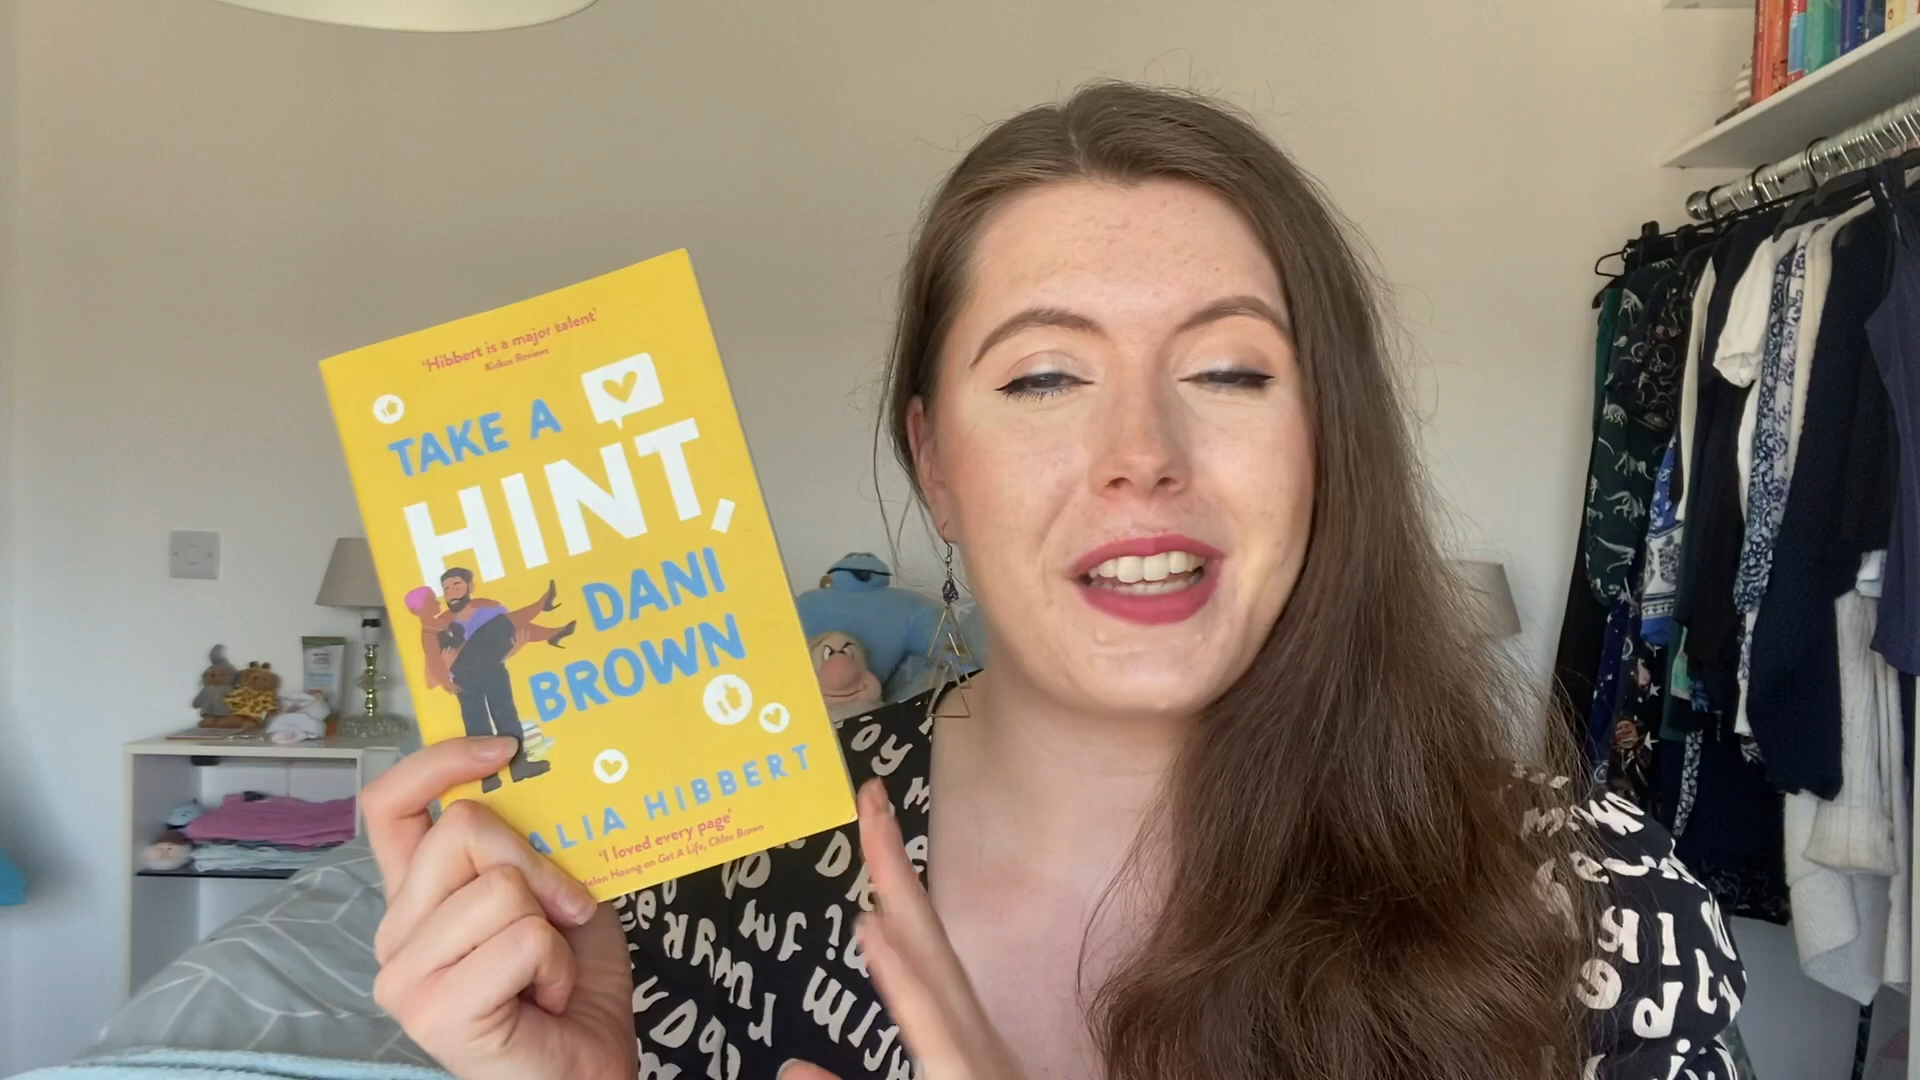 'Hibbert is a major talent'
Kirkus Reviews
TAKE A
HINT,
DANI
BROWN
ALIA HIBBERT
'I loved every page'
Helen Hoang on Get A Life, Chloe Brown